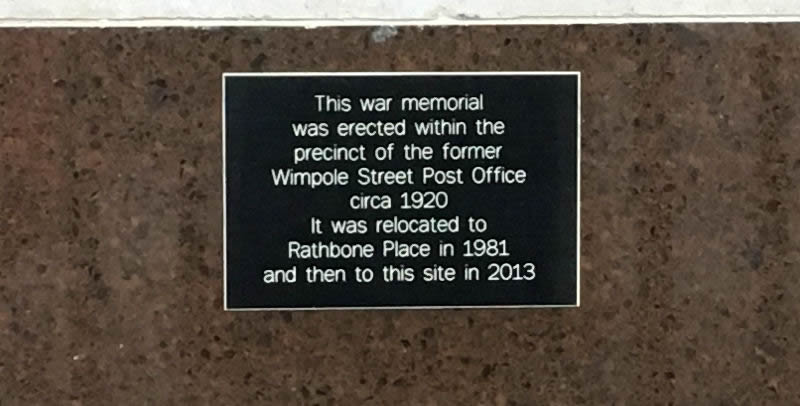 This war memorial
was erected within the
precinct of the former
Wimpole Street Post Office
circa 1920
It was relocated to
Rathbone Place in 1981
and then to this site in 2013